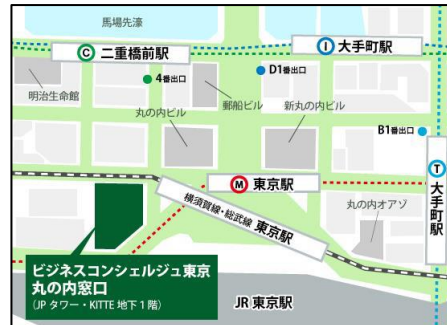 馬場先濠
C 二重橋前駅
I 大手町駅
4番出口
D1番出口
明治生命館
郵船ビル
丸の内ビル
新丸の内ビル
B1番出口
T 大手町駅
M 東京駅
横須賀線・総武線 東京駅
丸の内オアゾ
ビジネスコンシェルジュ東京
丸の内窓口
(JPタワー・KITTE 地下1階)
JR 東京駅